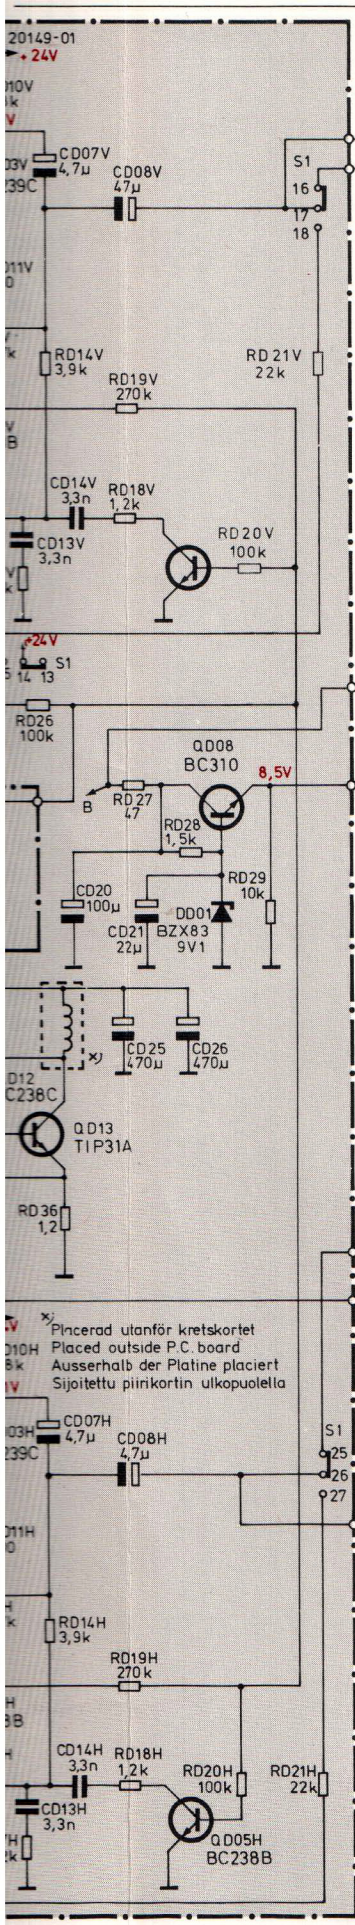 20149-01
+24V
CD07V
4,7µ
CD08V
47µ
S1
16
17
18
239C
RD14V
3,9k
RD19V
270k
RD21V
22k
CD14V
3,3n
RD18V
1,2k
CD13V
3,3n
RD20V
100k
+24V
14 13 S1
RD26
100k
QD08
BC310
8,5V
B
RD27
47
RD28
1,5k
CD20
100µ
CD21
22µ
DD01
BZX83
9V1
RD29
10k
CD25
470µ
CD26
470µ
x)
D12
C238C
QD13
TIP31A
RD36
1,2
x)
Placerad utanför kretskortet
Placed outside P.C. board
Ausserhalb der Platine placiert
Sijoitettu piirikortin ulkopuolella
CD07H
4,7µ
CD08H
4,7µ
S1
25
26
27
239C
RD14H
3,9k
RD19H
270k
CD14H
3,3n
RD18H
1,2k
CD13H
3,3n
RD20H
100k
RD21H
22k
QD05H
BC238B